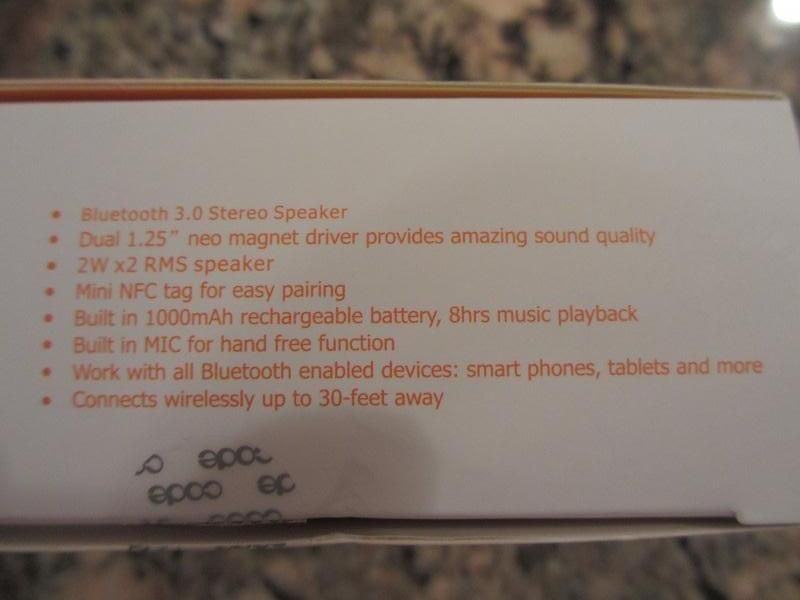 • Bluetooth 3.0 Stereo Speaker
• Dual 1.25" neo magnet driver provides amazing sound quality
• 2W x2 RMS speaker
• Mini NFC tag for easy pairing
• Built in 1000mAh rechargeable battery, 8hrs music playback
• Built in MIC for hand free function
• Work with all Bluetooth enabled devices: smart phones, tablets and more
• Connects wirelessly up to 30-feet away
code